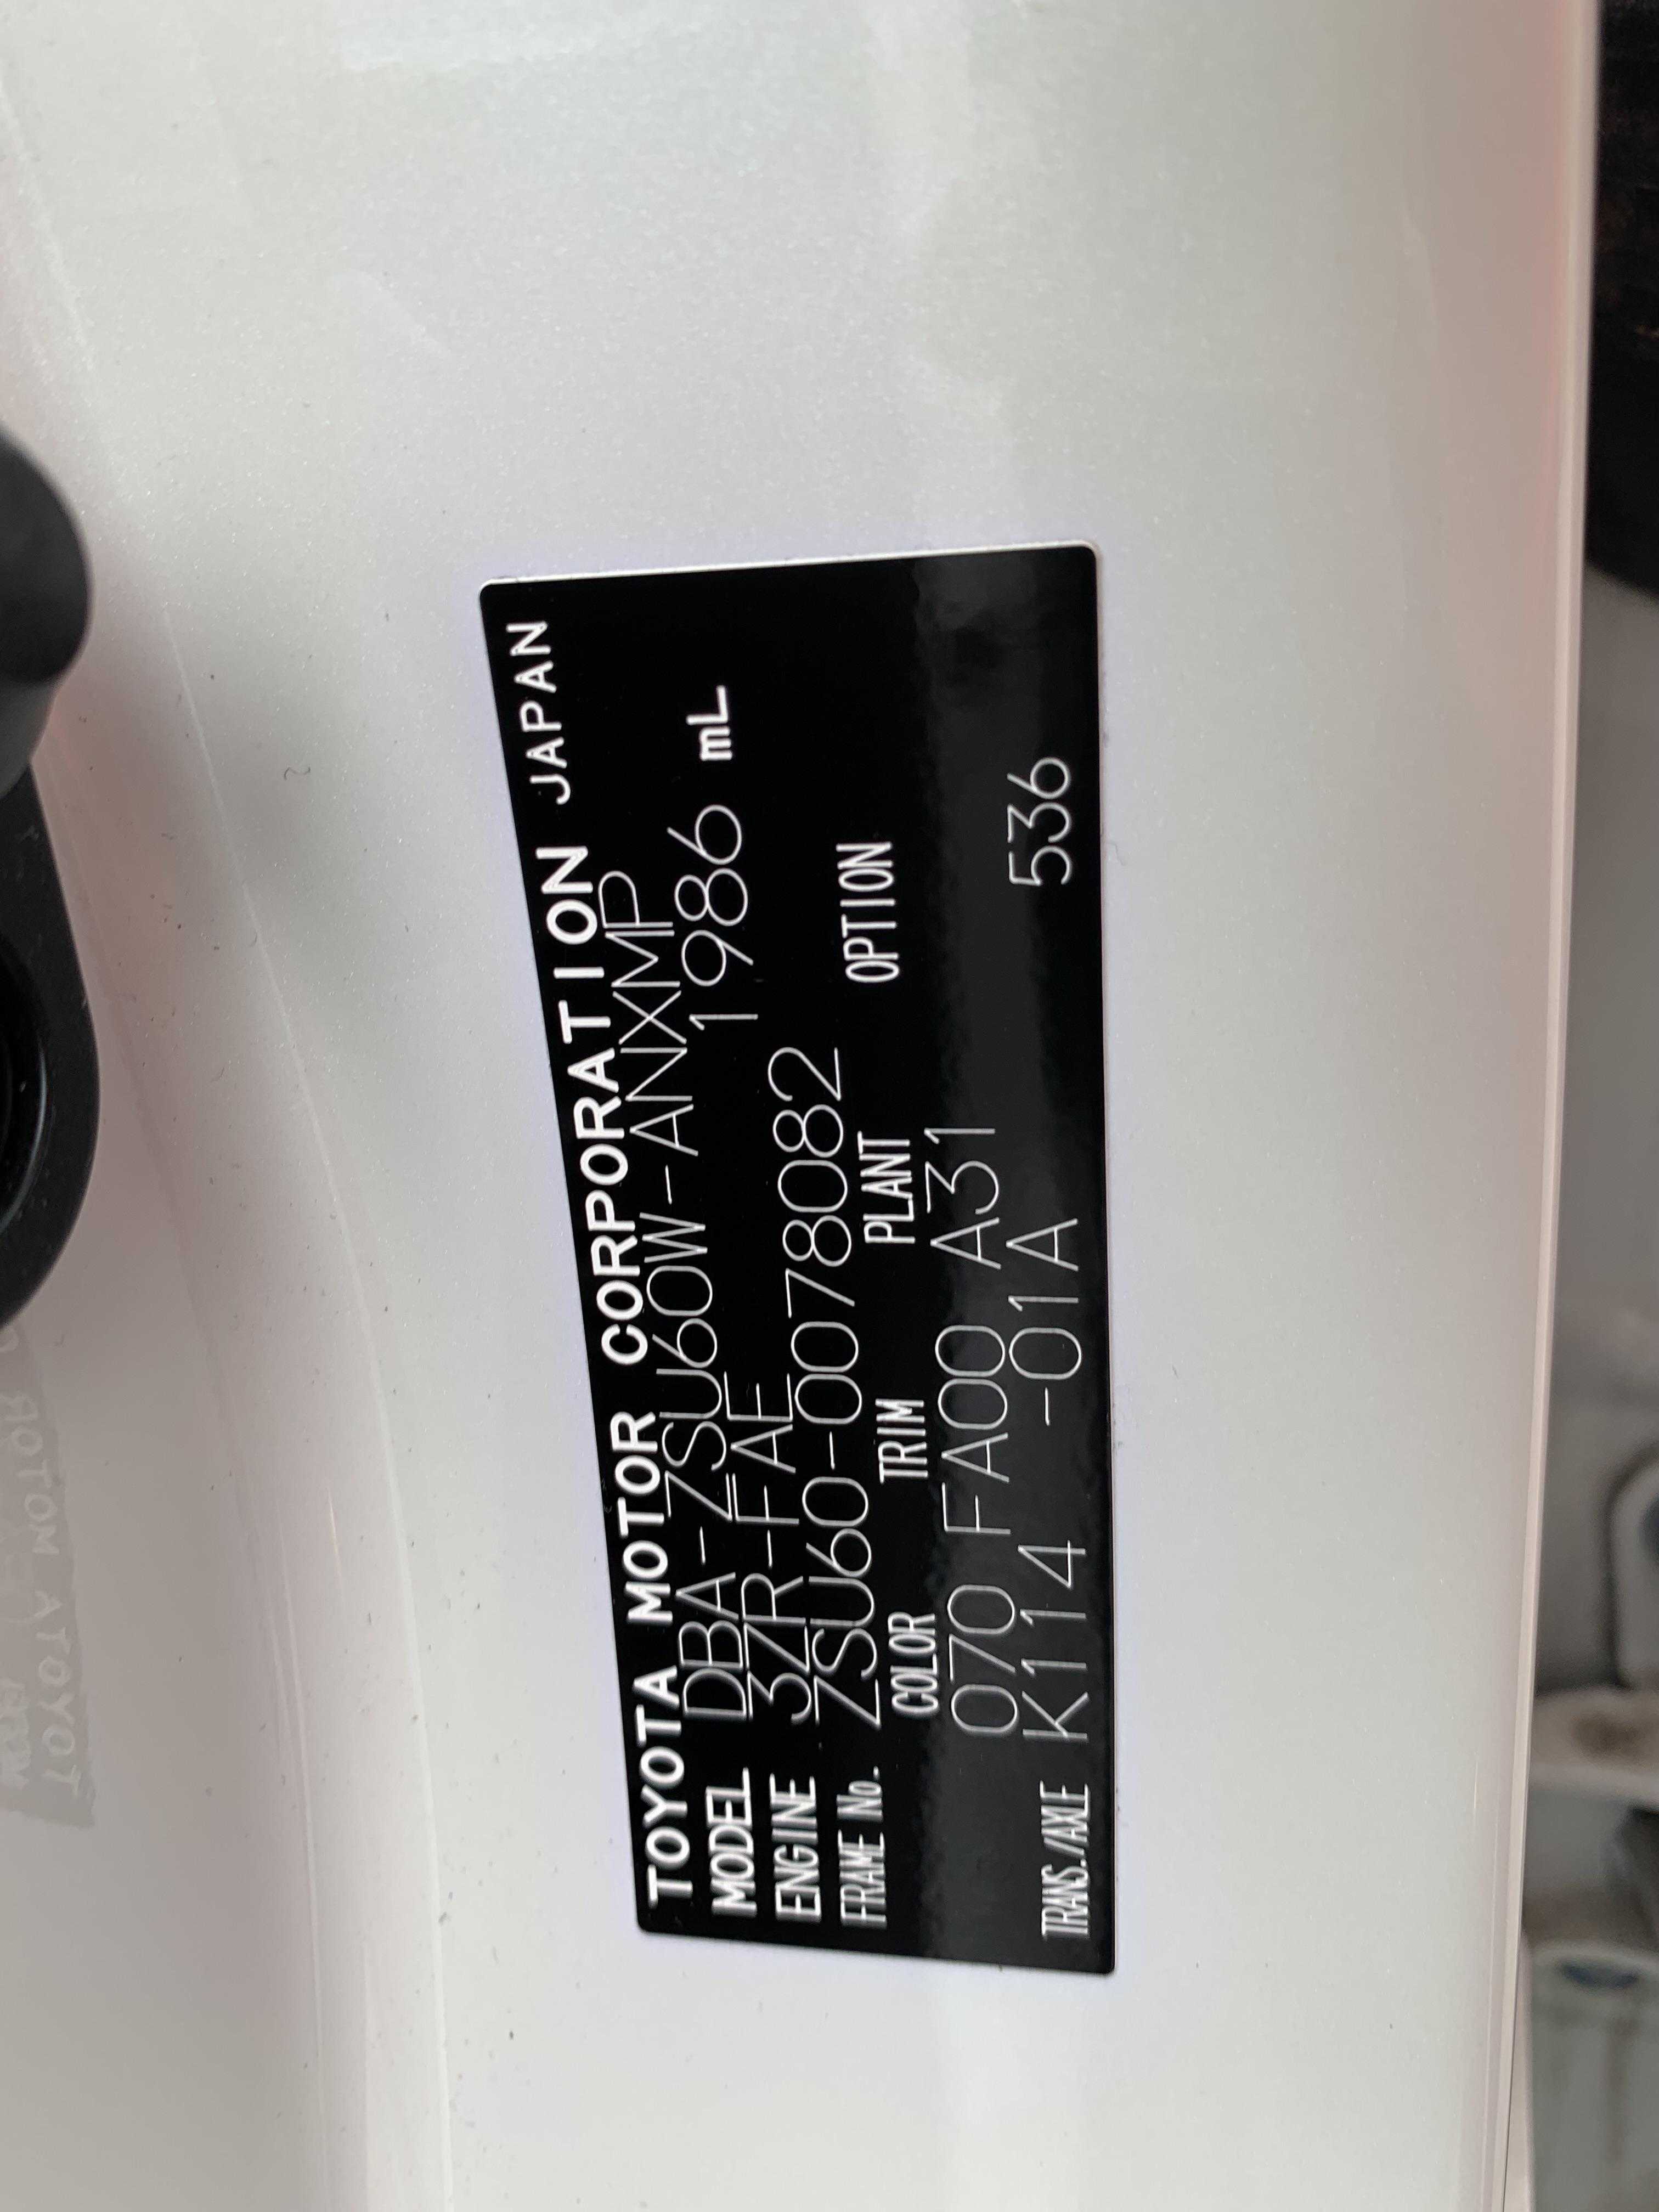 TOYOTA MOTOR CORPORATION JAPAN
MODEL DBA-ZSU60W-ANXMP
ENGINE 3ZR-FAE 1986 mL
FRAME No. ZSU60-0078082
COLOR TRIM PLANT OPTION
070 FA00 A31
TRANS./AXLE K114 -01A 536